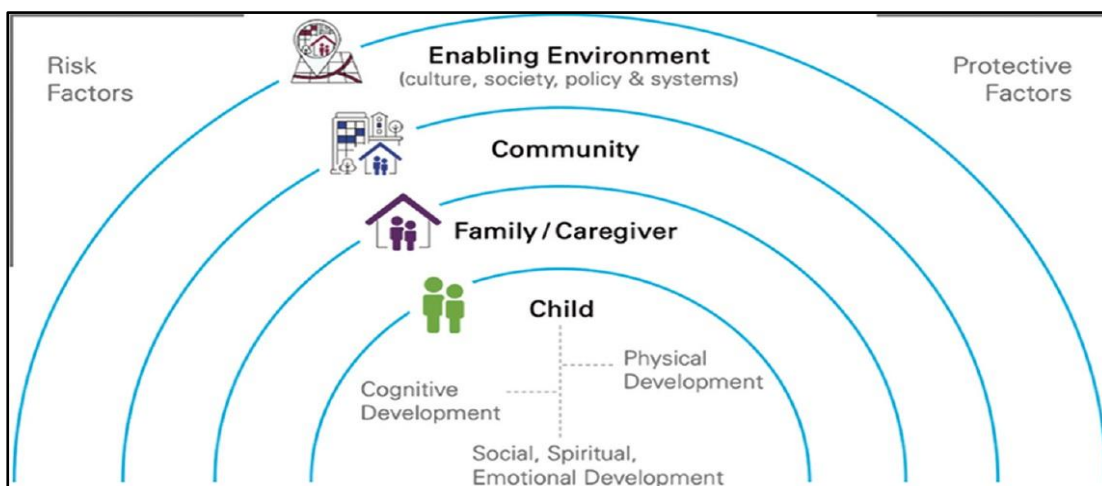 Risk
Factors
Enabling Environment
(culture, society, policy & systems)
Protective
Factors
Community
Family / Caregiver
Child
Physical
Development
Cognitive
Development
Social, Spiritual,
Emotional Development